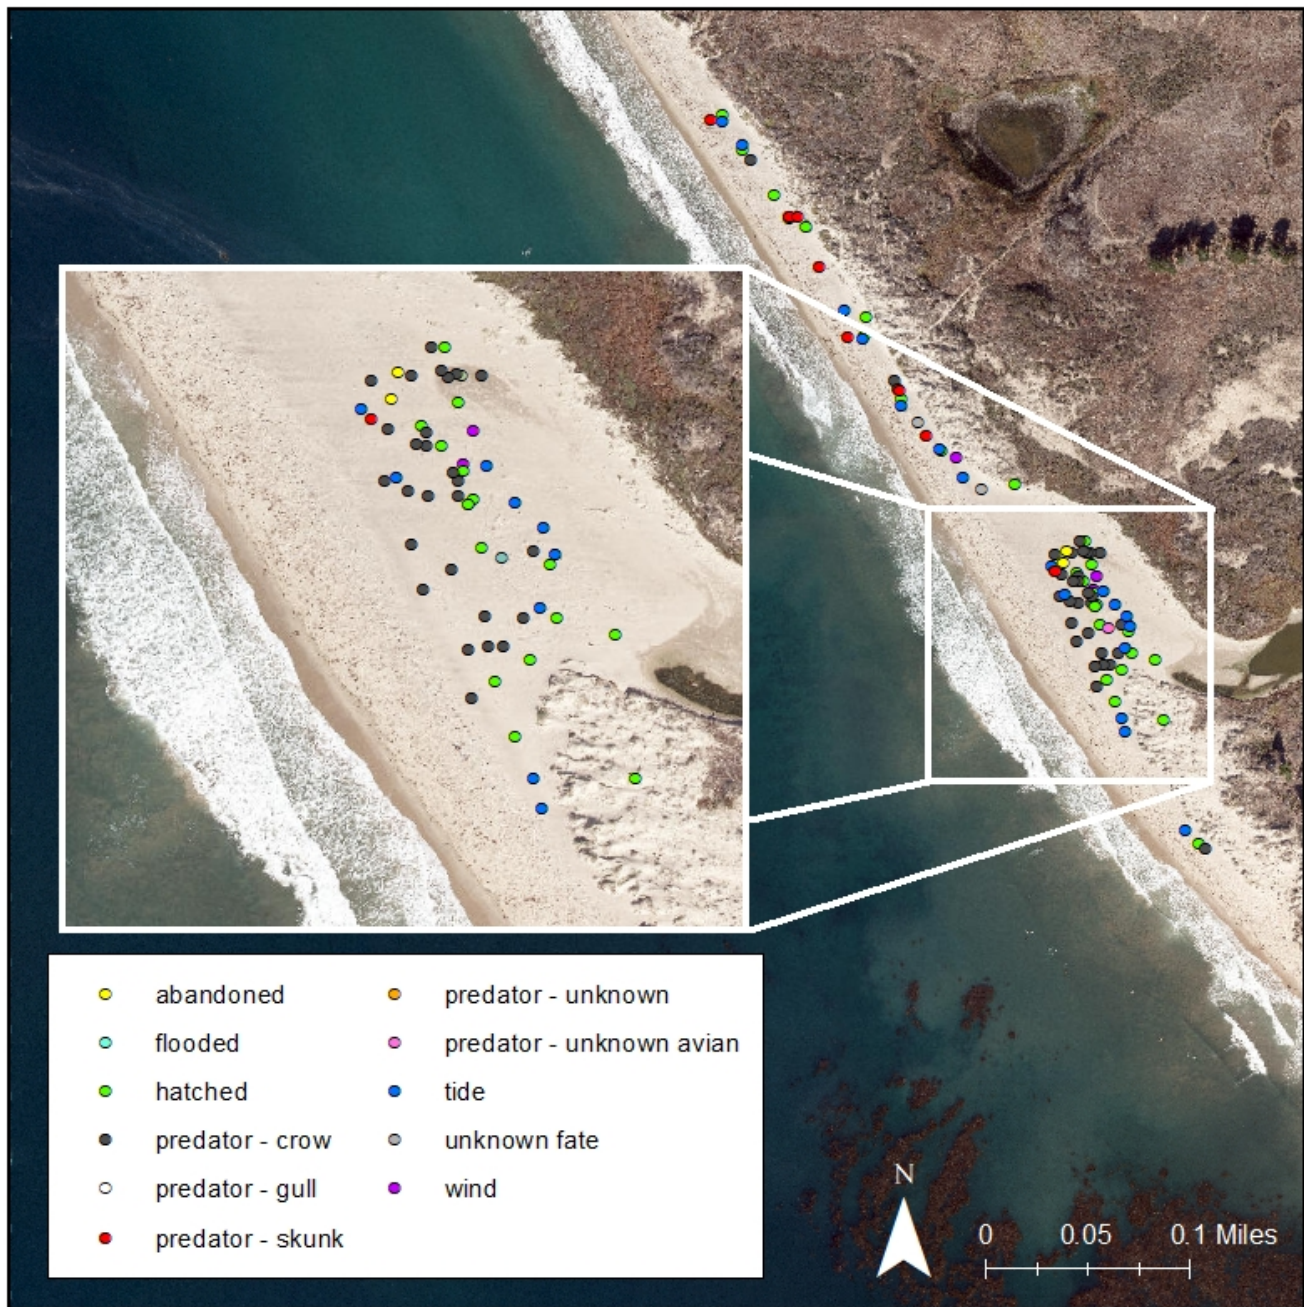 abandoned
flooded
hatched
predator - crow
predator - gull
predator - skunk
predator - unknown
predator - unknown avian
tide
unknown fate
wind
N
0 0.05 0.1 Miles